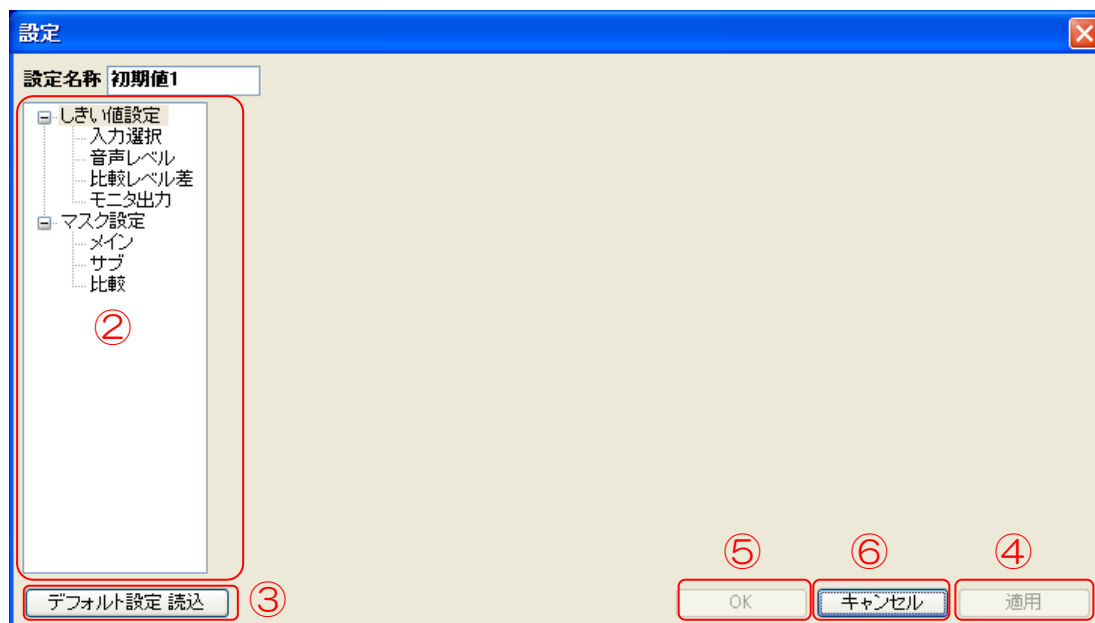 設定
設定名称 初期値1
しきい値設定
入力選択
音声レベル
比較レベル差
モニタ出力
マスク設定
メイン
サブ
比較
②
⑤ ⑥ ④
デフォルト設定 読込 ③ OK キャンセル 適用